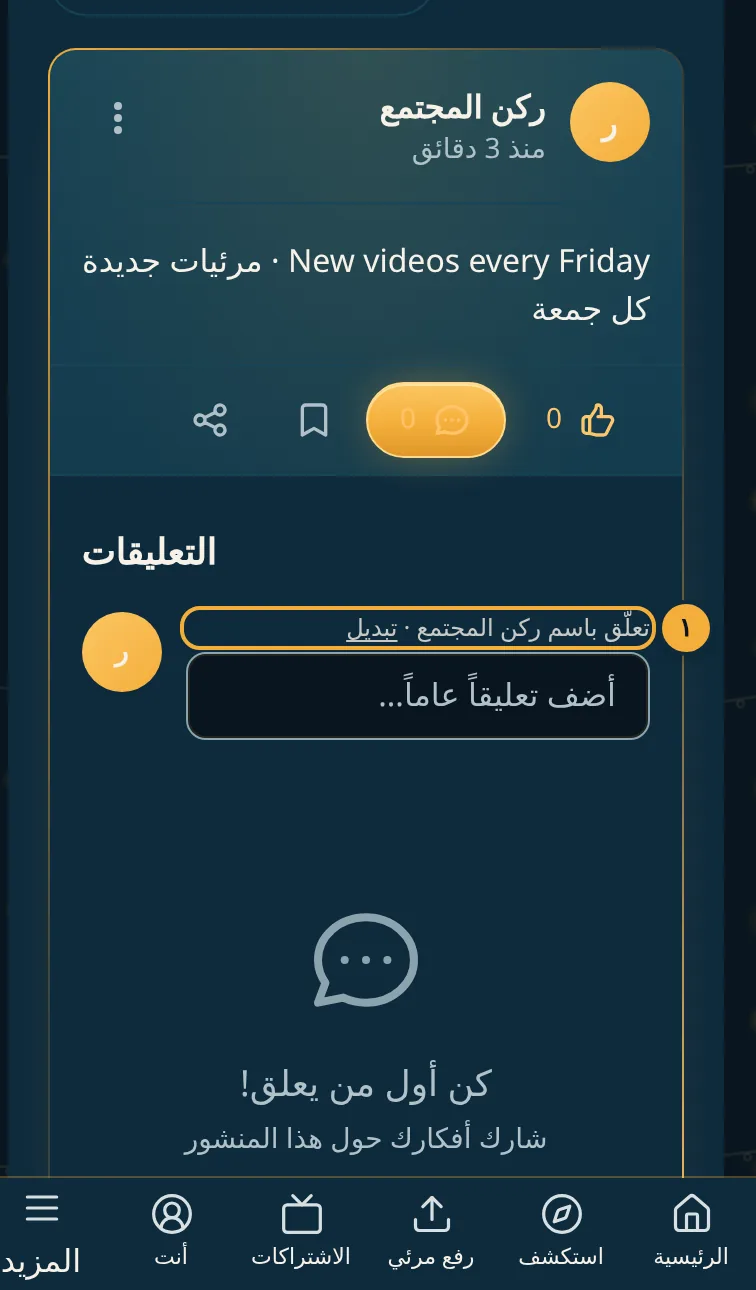 ر
ركن المجتمع
منذ 3 دقائق
New videos every Friday · مرئيات جديدة
كل جمعة
0
0
التعليقات
تعلّق باسم ركن المجتمع · تبديل
١
ر
أضف تعليقاً عاماً...
كن أول من يعلق!
شارك أفكارك حول هذا المنشور
الرئيسية
استكشف
رفع مرئي
الاشتراكات
أنت
المزيد